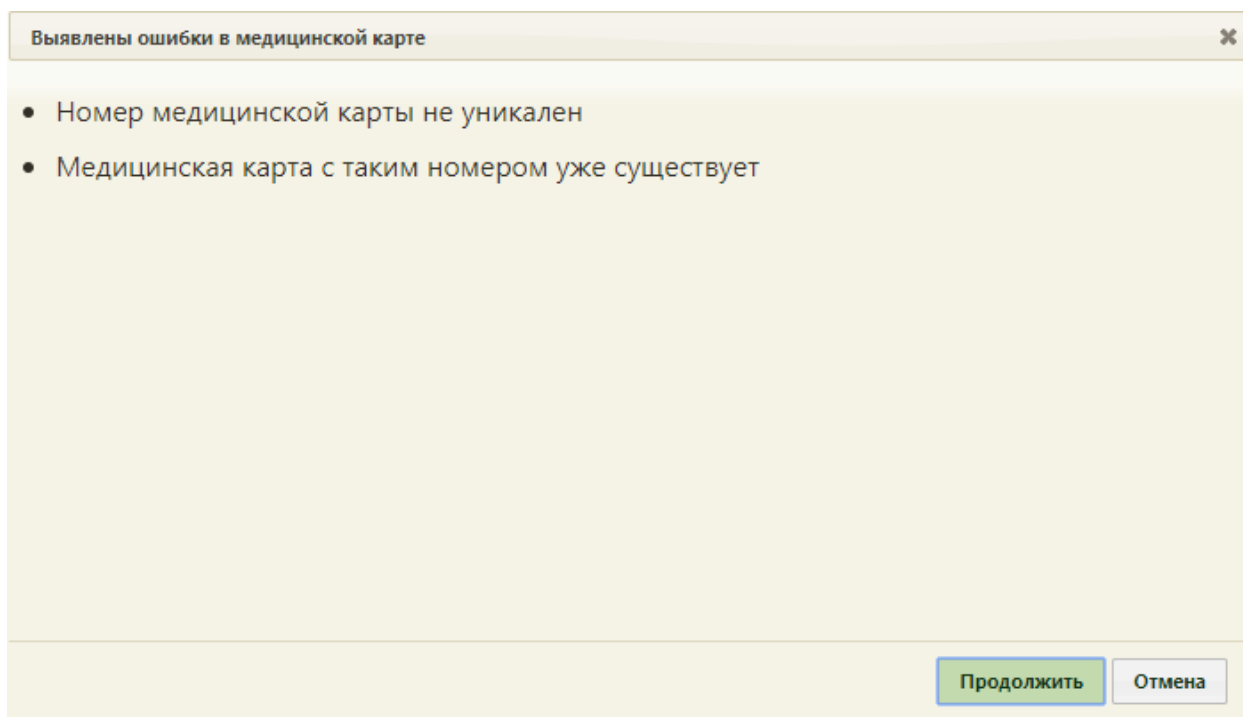 Выявлены ошибки в медицинской карте
Номер медицинской карты не уникален
Медицинская карта с таким номером уже существует
Продолжить Отмена